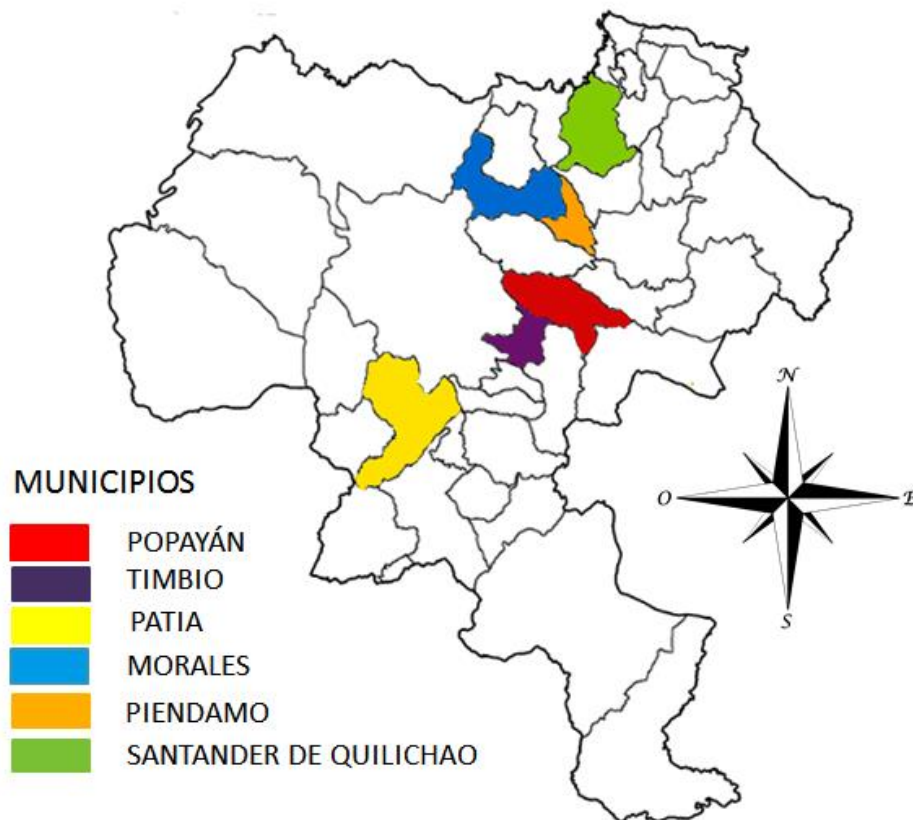 N
O
E
S
MUNICIPIOS
POPAYÁN
TIMBIO
PATIA
MORALES
PIENDAMO
SANTANDER DE QUILICHAO